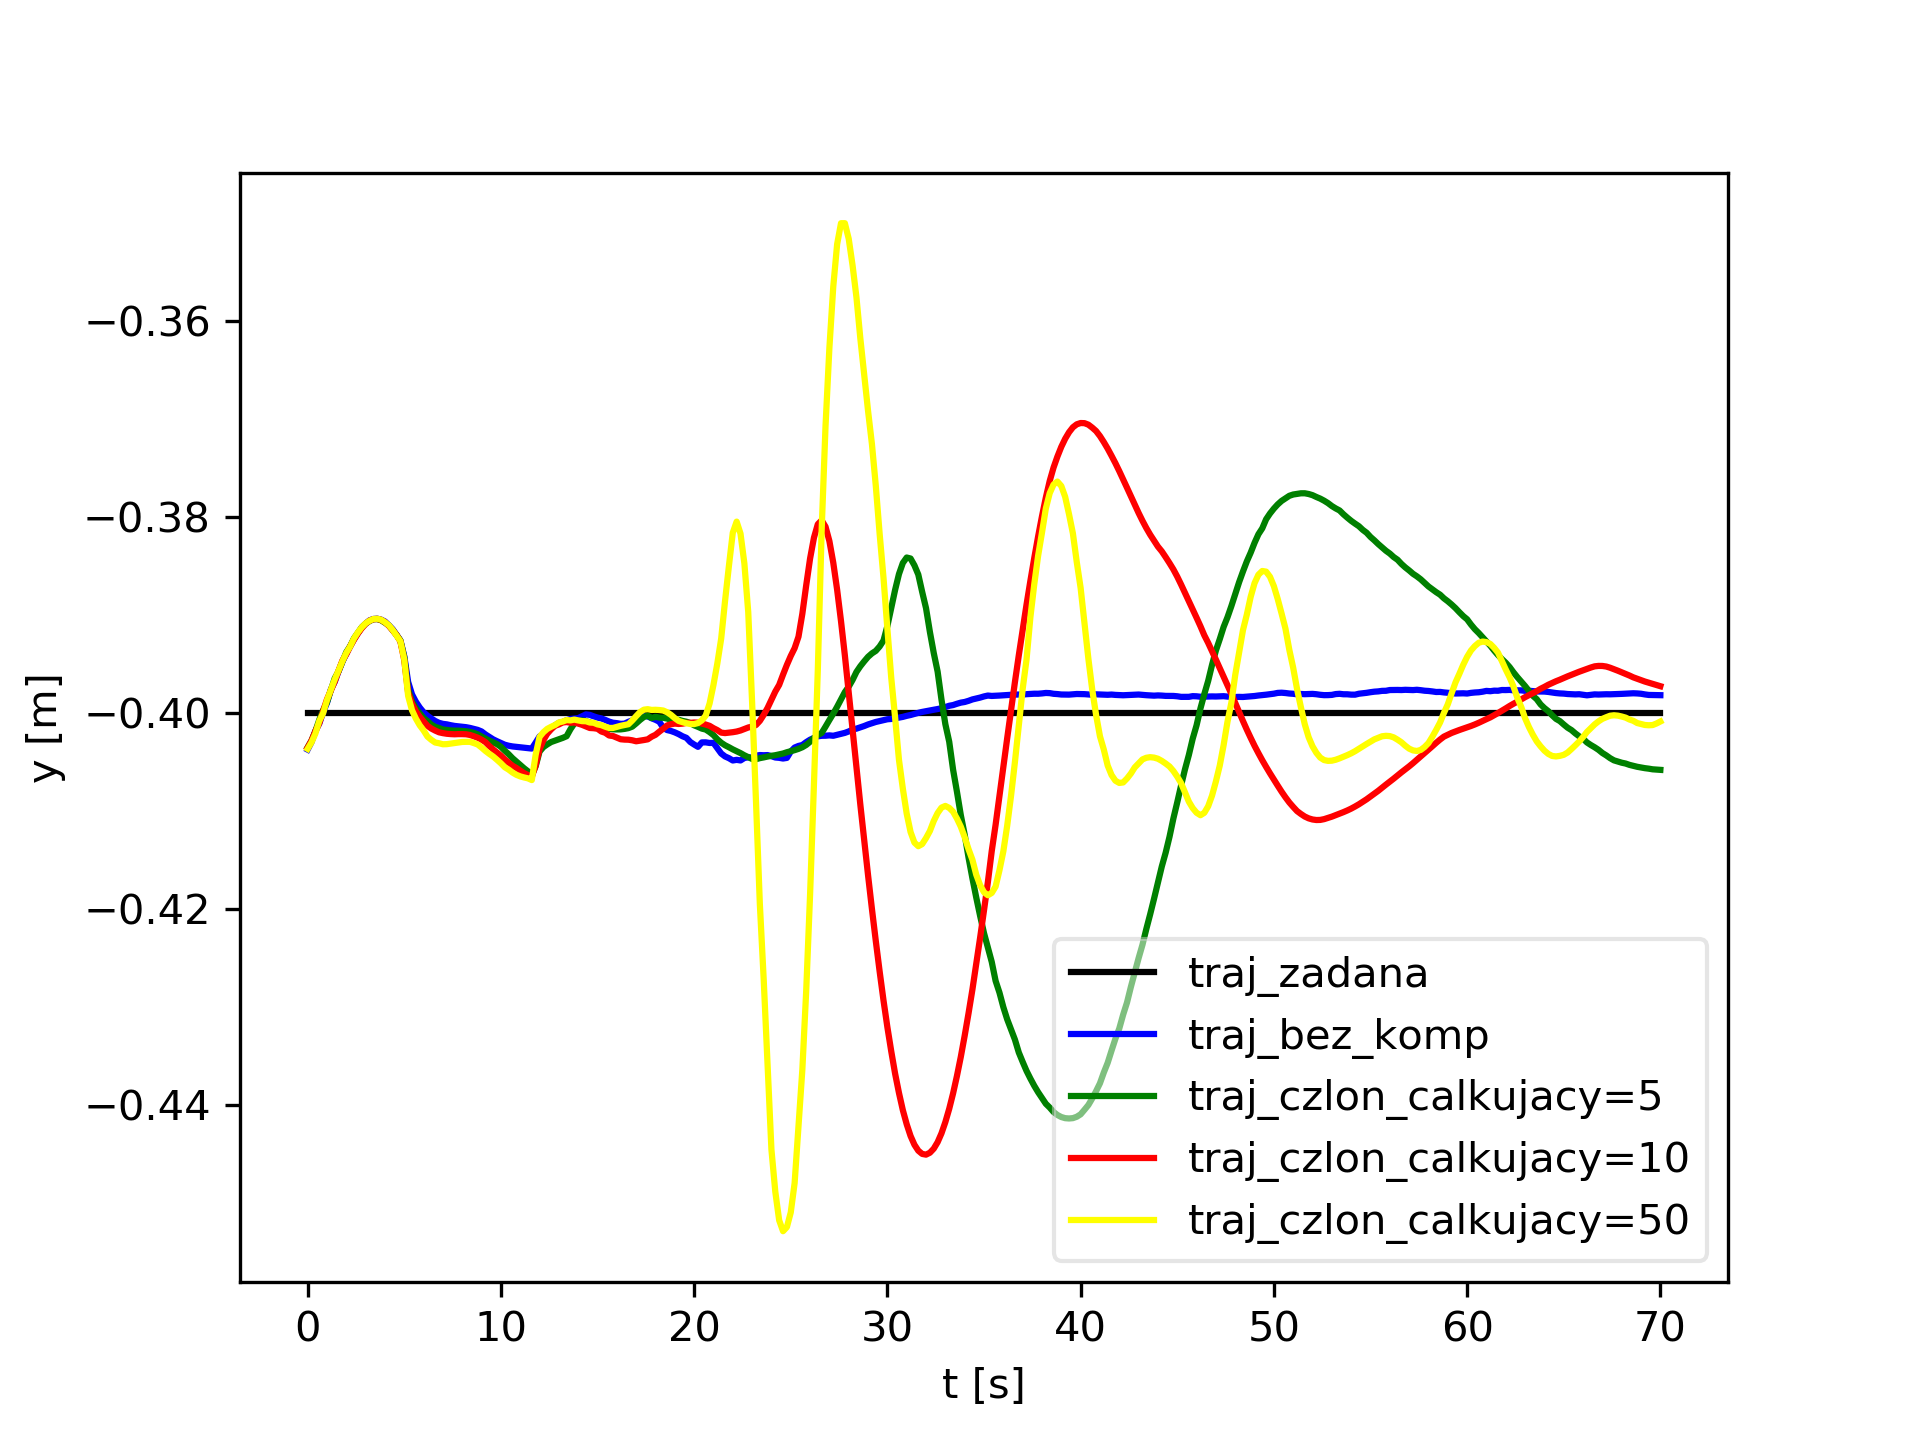 −0.36
−0.38
−0.40
−0.42
−0.44
y [m]
traj_zadana
traj_bez_komp
traj_czlon_calkujacy=5
traj_czlon_calkujacy=10
traj_czlon_calkujacy=50
0 10 20 30 40 50 60 70
t [s]